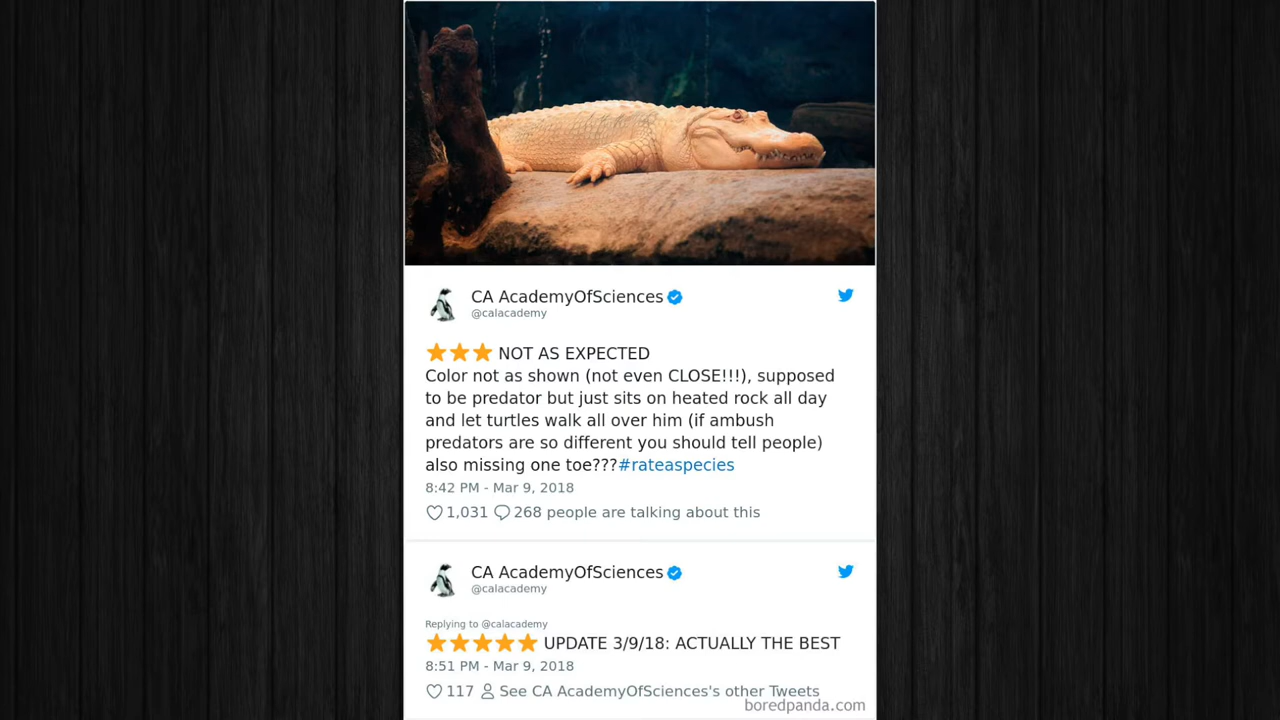 CA AcademyOfSciences
@calacademy
⭐⭐⭐ NOT AS EXPECTED
Color not as shown (not even CLOSE!!!), supposed
to be predator but just sits on heated rock all day
and let turtles walk all over him (if ambush
predators are so different you should tell people)
also missing one toe???#rateaspecies
8:42 PM - Mar 9, 2018
1,031 268 people are talking about this
CA AcademyOfSciences
@calacademy
Replying to @calacademy
⭐⭐⭐⭐⭐ UPDATE 3/9/18: ACTUALLY THE BEST
8:51 PM - Mar 9, 2018
117 See CA AcademyOfSciences's other Tweets
boredpanda.com